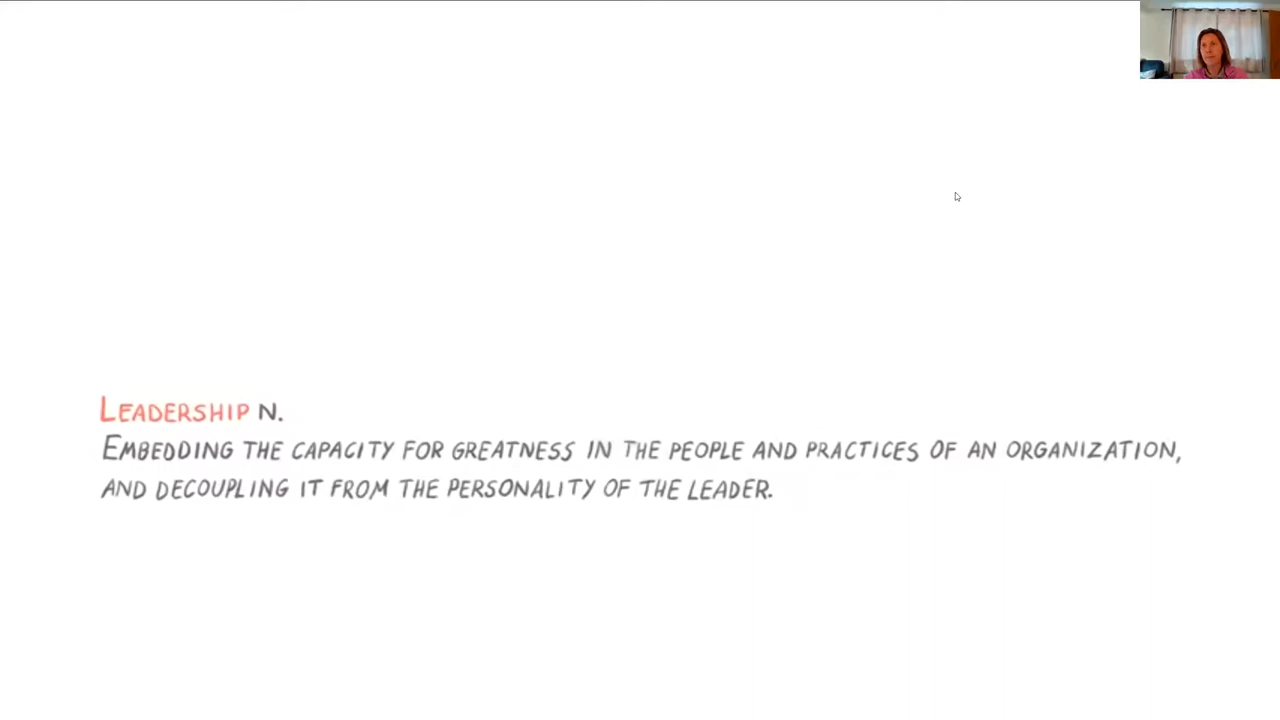 LEADERSHIP N.
EMBEDDING THE CAPACITY FOR GREATNESS IN THE PEOPLE AND PRACTICES OF AN ORGANIZATION,
AND DECOUPLING IT FROM THE PERSONALITY OF THE LEADER.